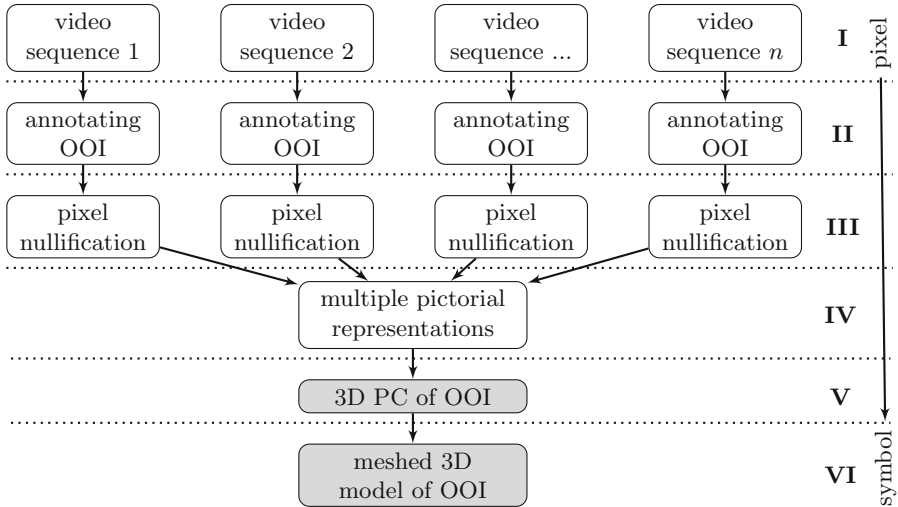 video
sequence 1
video
sequence 2
video
sequence ...
video
sequence n
I
pixel
annotating
OOI
annotating
OOI
annotating
OOI
annotating
OOI
II
pixel
nullification
pixel
nullification
pixel
nullification
pixel
nullification
III
multiple pictorial
representations
IV
3D PC of OOI
V
meshed 3D
model of OOI
VI
symbol